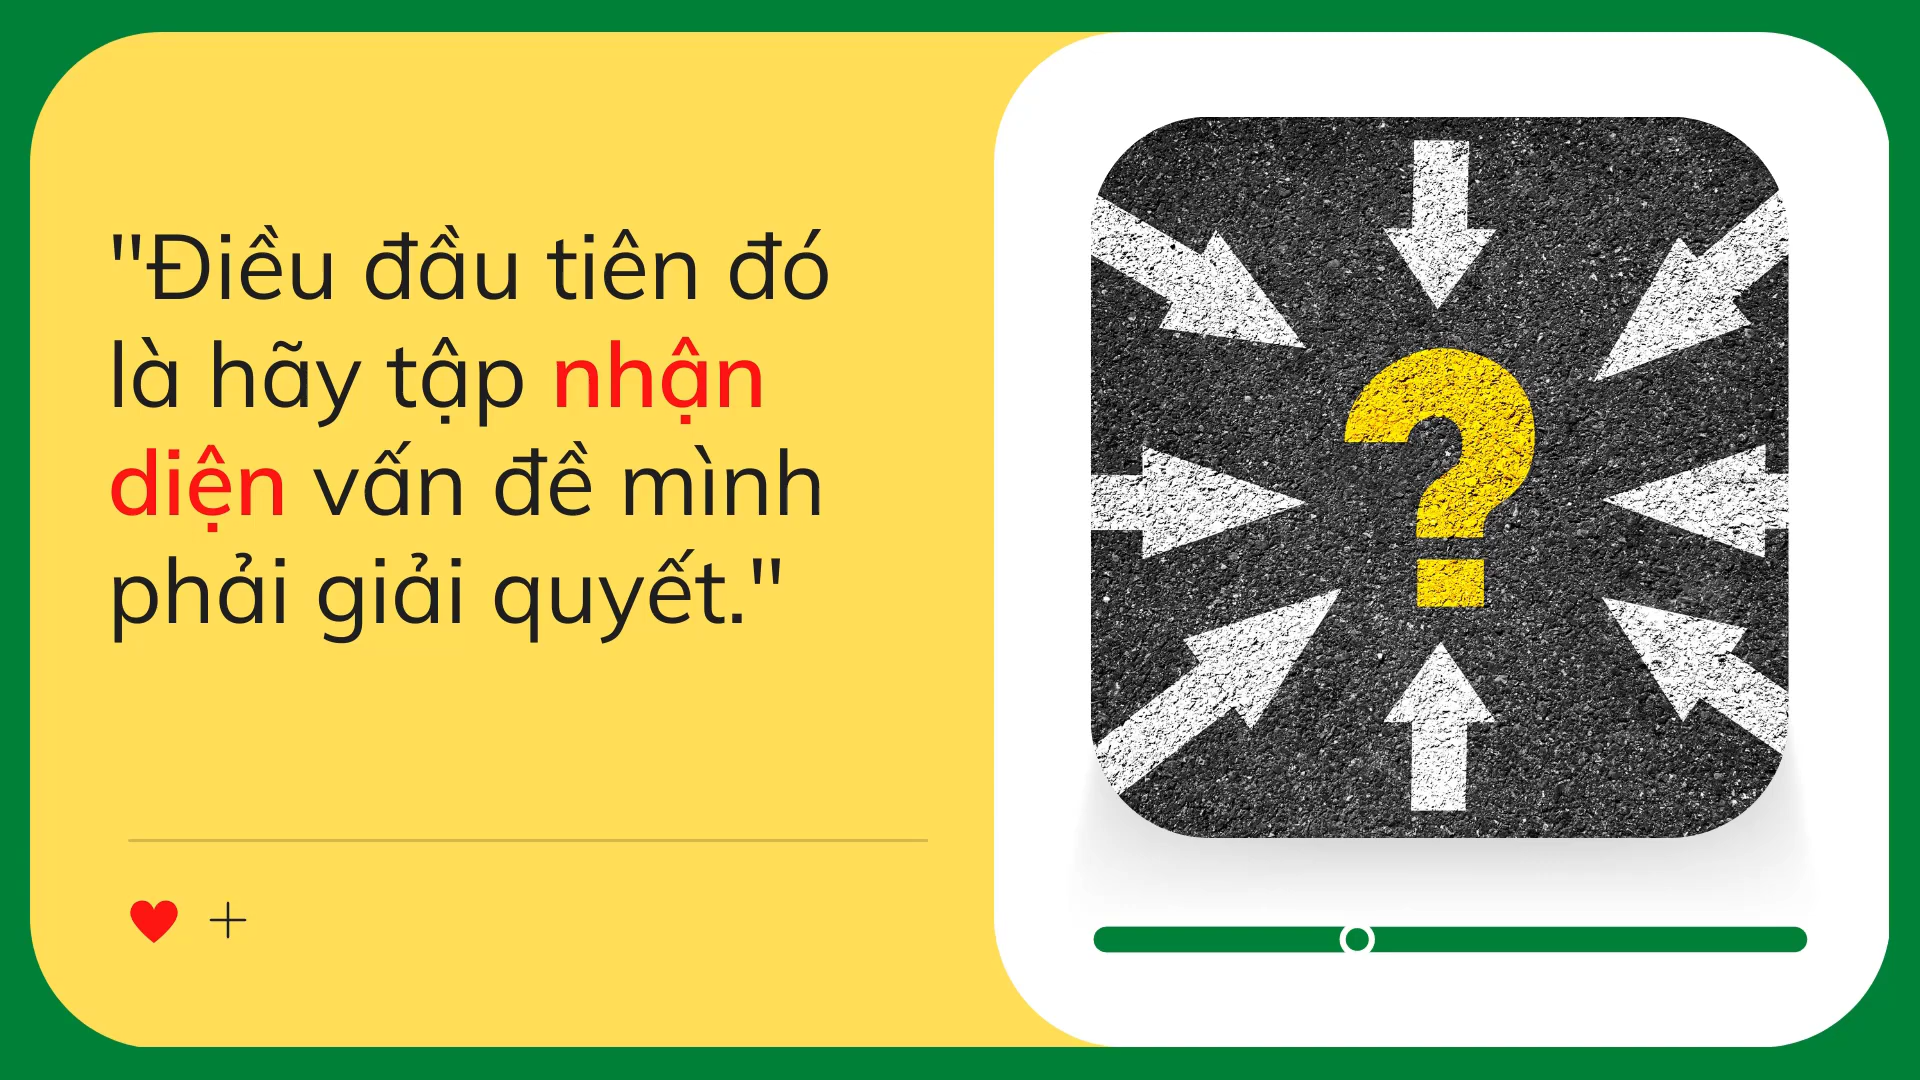 "Điều đầu tiên đó
là hãy tập nhận
diện vấn đề mình
phải giải quyết."
?